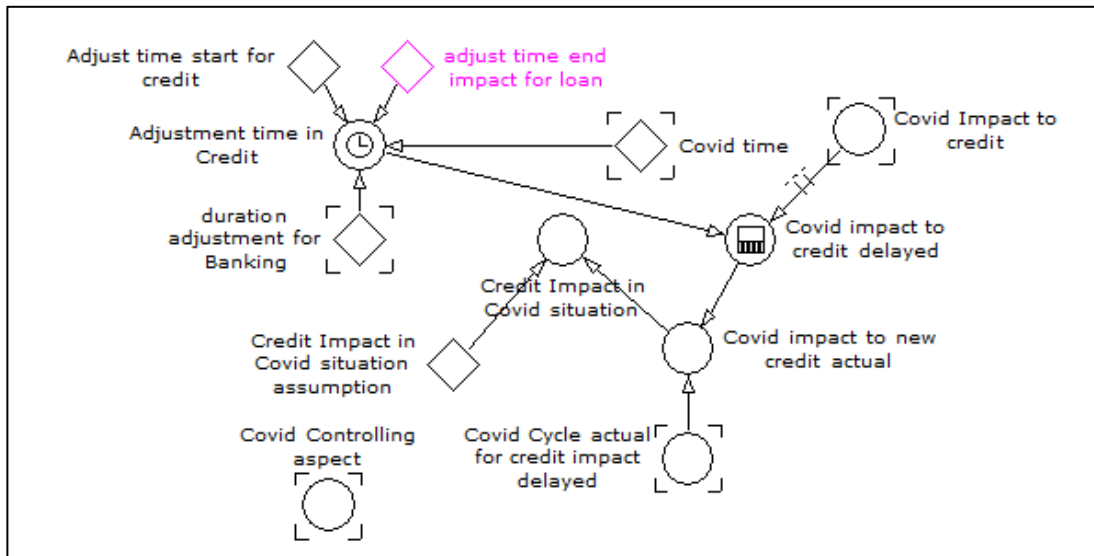 Adjust time start for
credit
adjust time end
impact for loan
Adjustment time in
Credit
Covid time
Covid Impact to
credit
duration
adjustment for
Banking
Covid impact to
credit delayed
Credit Impact in
Covid situation
Credit Impact in
Covid situation
assumption
Covid impact to new
credit actual
Covid Controlling
aspect
Covid Cycle actual
for credit impact
delayed